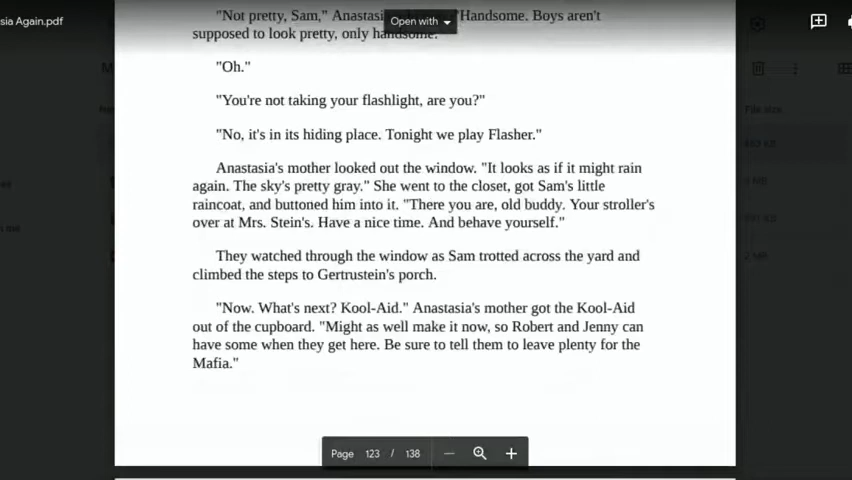 "Not pretty, Sam," "Handsome. Boys aren't
sia Again.pdf
Open with
supposed to look pretty, only handsome."
"Oh."
"You're not taking your flashlight, are you?"
"No, it's in its hiding place. Tonight we play Flasher."
Anastasia's mother looked out the window. "It looks as if it might rain
again. The sky's pretty gray." She went to the closet, got Sam's little
raincoat, and buttoned him into it. "There you are, old buddy. Your stroller's
over at Mrs. Stein's. Have a nice time. And behave yourself."
They watched through the window as Sam trotted across the yard and
climbed the steps to Gertrustein's porch.
"Now. What's next? Kool-Aid." Anastasia's mother got the Kool-Aid
out of the cupboard. "Might as well make it now, so Robert and Jenny can
have some when they get here. Be sure to tell them to leave plenty for the
Mafia."
File size
Page 123 / 138